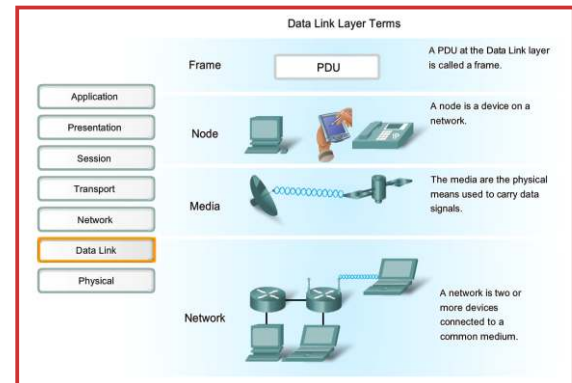 Data Link Layer Terms
Application
Presentation
Session
Transport
Network
Data Link
Physical
Frame
PDU
A PDU at the Data Link layer
is called a frame.
Node
A node is a device on a
network.
Media
The media are the physical
means used to carry data
signals.
Network
A network is two or
more devices
connected to a
common medium.